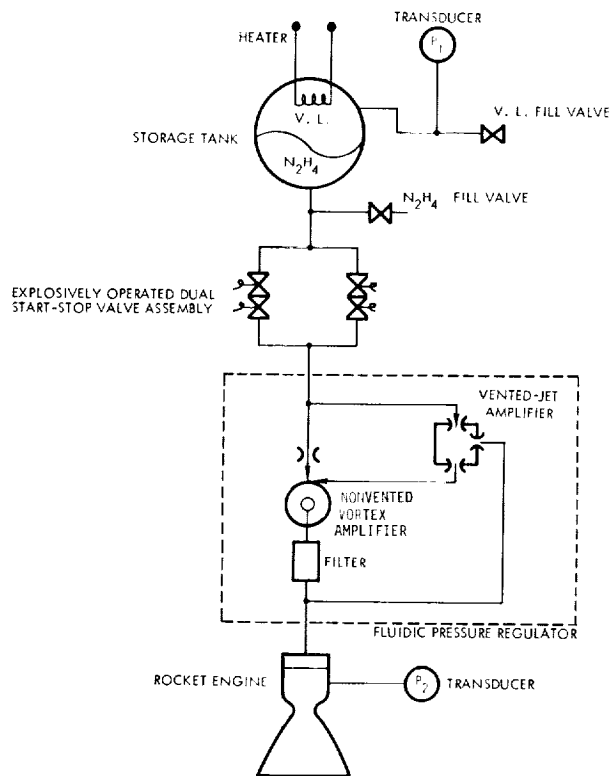 TRANSDUCER
P1
HEATER
V. L.
V. L. FILL VALVE
STORAGE TANK
N2H4
N2H4 FILL VALVE
EXPLOSIVELY OPERATED DUAL
START-STOP VALVE ASSEMBLY
VENTED-JET
AMPLIFIER
NONVENTED
VORTEX
AMPLIFIER
FILTER
FLUIDIC PRESSURE REGULATOR
ROCKET ENGINE
P2
TRANSDUCER